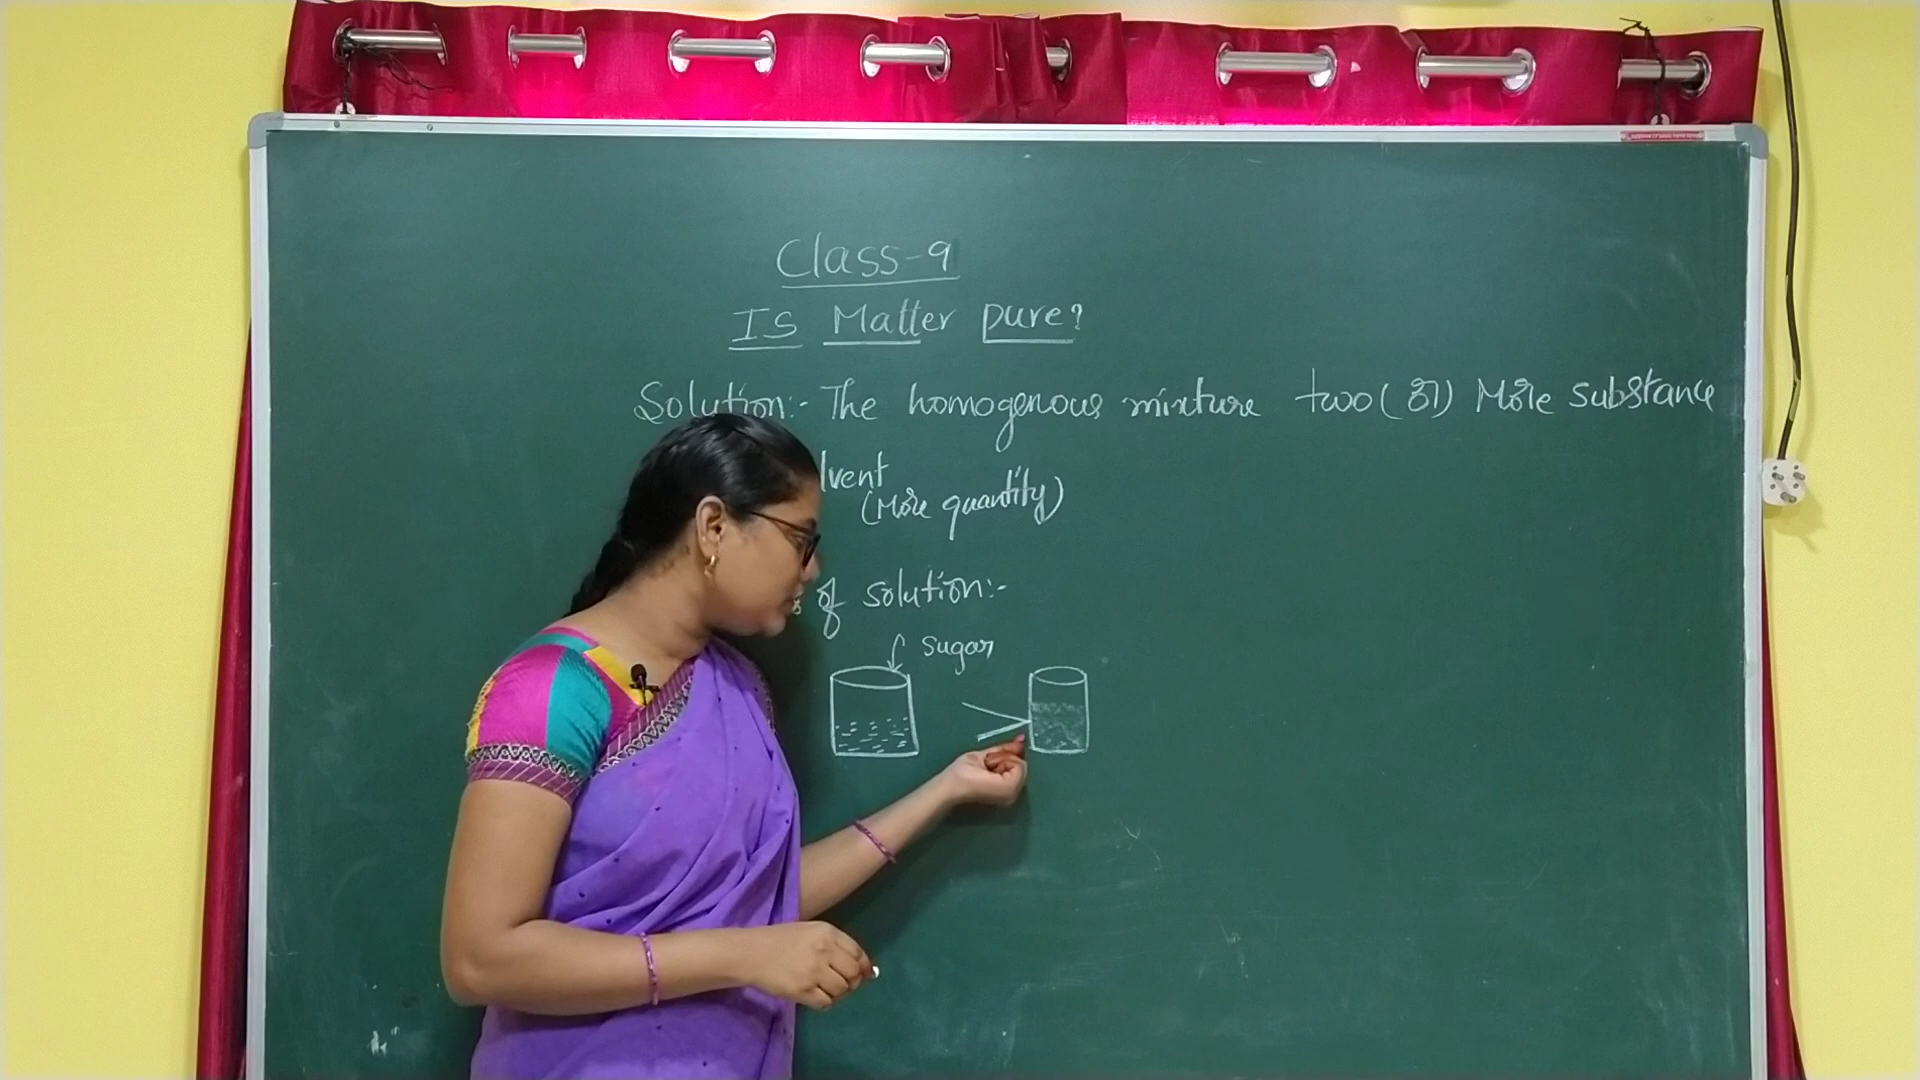 Class-9
IS Matter pure?
Solution:- The homogenous mixture two (or) More substance
lvent
(More quantity)
of solution:-
sugar